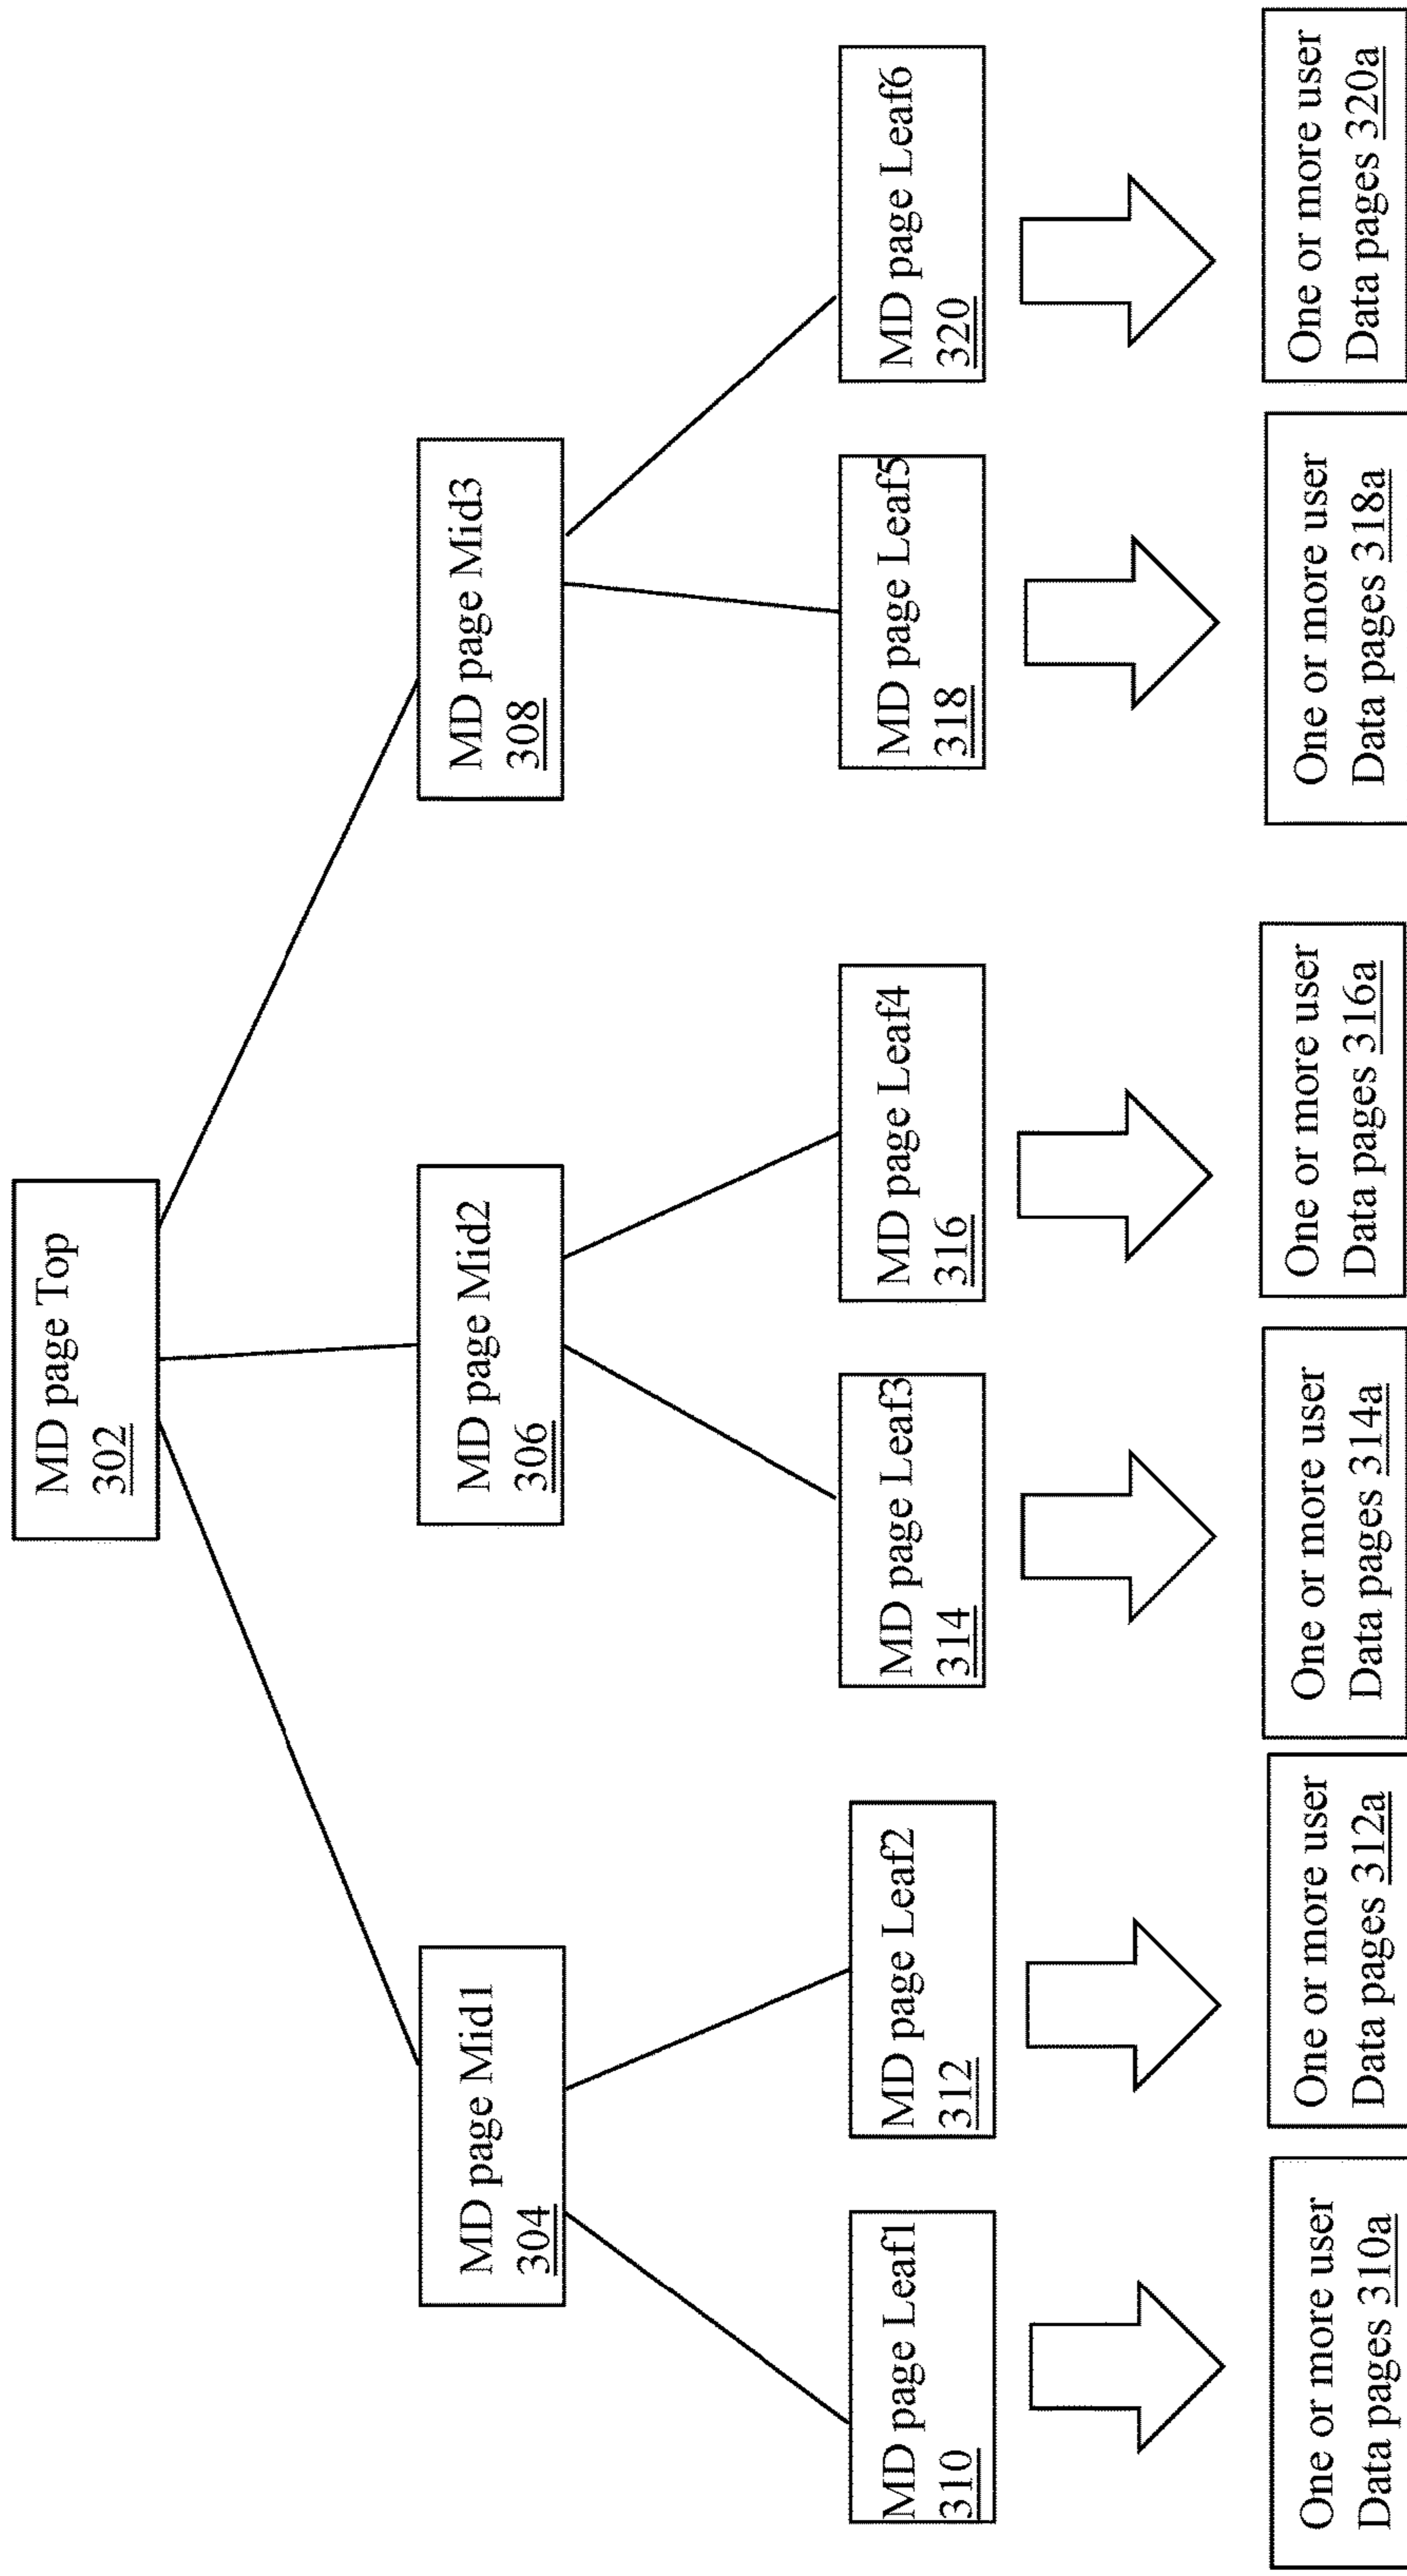 MD page Top
302
MD page Mid1
304
MD page Mid2
306
MD page Mid3
308
MD page Leaf1
310
MD page Leaf2
312
MD page Leaf3
314
MD page Leaf4
316
MD page Leaf5
318
MD page Leaf6
320
One or more user
Data pages 310a
One or more user
Data pages 312a
One or more user
Data pages 314a
One or more user
Data pages 316a
One or more user
Data pages 318a
One or more user
Data pages 320a